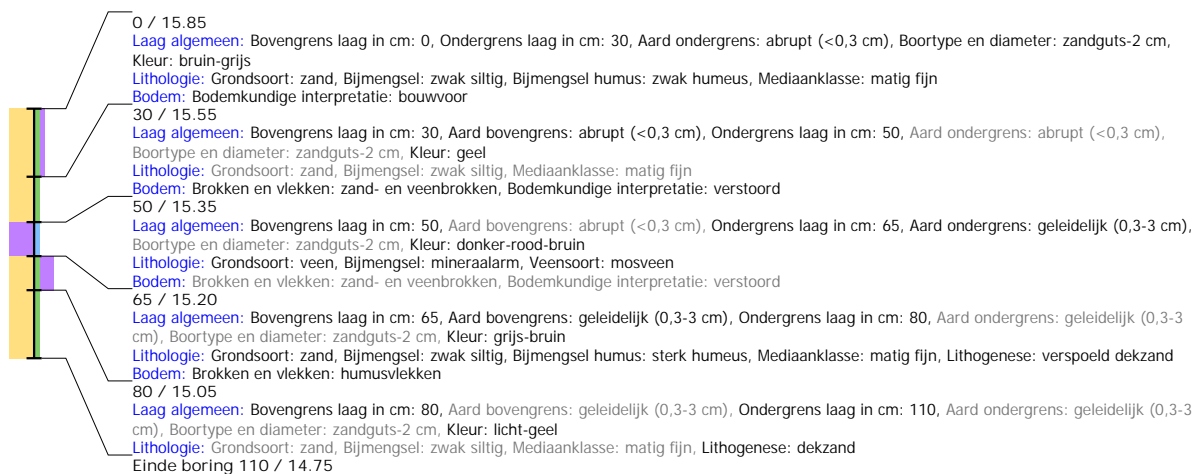 0 / 15.85
Laag algemeen: Bovengrens laag in cm: 0, Ondergrens laag in cm: 30, Aard ondergrens: abrupt (<0,3 cm), Boortype en diameter: zandguts-2 cm,
Kleur: bruin-grijs
Lithologie: Grondsoort: zand, Bijmengsel: zwak siltig, Bijmengsel humus: zwak humeus, Mediaanklasse: matig fijn
Bodem: Bodemkundige interpretatie: bouwvoor
30 / 15.55
Laag algemeen: Bovengrens laag in cm: 30, Aard bovengrens: abrupt (<0,3 cm), Ondergrens laag in cm: 50, Aard ondergrens: abrupt (<0,3 cm),
Boortype en diameter: zandguts-2 cm, Kleur: geel
Lithologie: Grondsoort: zand, Bijmengsel: zwak siltig, Mediaanklasse: matig fijn
Bodem: Brokken en vlekken: zand- en veenbrokken, Bodemkundige interpretatie: verstoord
50 / 15.35
Laag algemeen: Bovengrens laag in cm: 50, Aard bovengrens: abrupt (<0,3 cm), Ondergrens laag in cm: 65, Aard ondergrens: geleidelijk (0,3-3 cm),
Boortype en diameter: zandguts-2 cm, Kleur: donker-rood-bruin
Lithologie: Grondsoort: veen, Bijmengsel: mineraalarm, Veensoort: mosveen
Bodem: Brokken en vlekken: zand- en veenbrokken, Bodemkundige interpretatie: verstoord
65 / 15.20
Laag algemeen: Bovengrens laag in cm: 65, Aard bovengrens: geleidelijk (0,3-3 cm), Ondergrens laag in cm: 80, Aard ondergrens: geleidelijk (0,3-3
cm), Boortype en diameter: zandguts-2 cm, Kleur: grijs-bruin
Lithologie: Grondsoort: zand, Bijmengsel: zwak siltig, Bijmengsel humus: sterk humeus, Mediaanklasse: matig fijn, Lithogenese: verspoeld dekzand
Bodem: Brokken en vlekken: humusvlekken
80 / 15.05
Laag algemeen: Bovengrens laag in cm: 80, Aard bovengrens: geleidelijk (0,3-3 cm), Ondergrens laag in cm: 110, Aard ondergrens: geleidelijk (0,3-3
cm), Boortype en diameter: zandguts-2 cm, Kleur: licht-geel
Lithologie: Grondsoort: zand, Bijmengsel: zwak siltig, Mediaanklasse: matig fijn, Lithogenese: dekzand
Einde boring 110 / 14.75